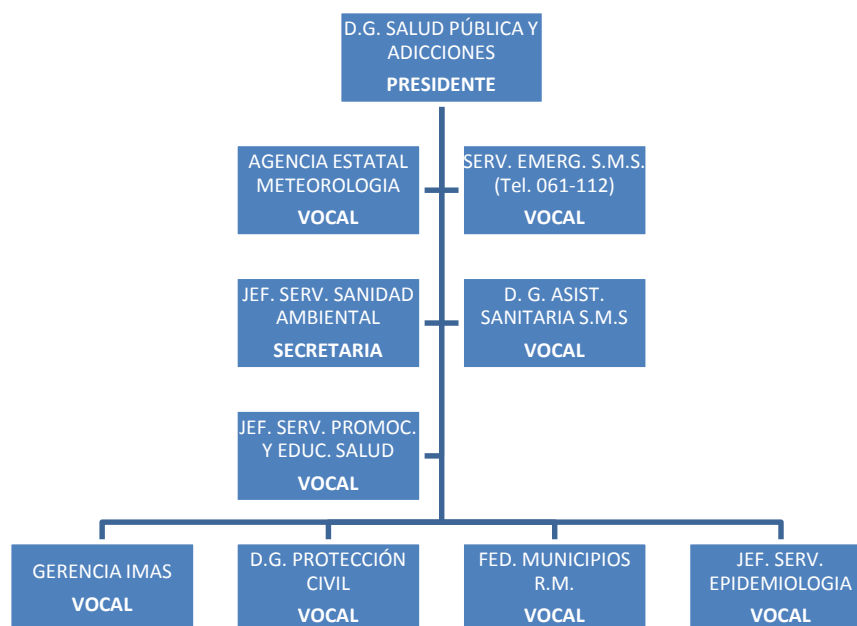 D.G. SALUD PÚBLICA Y
ADICCIONES
PRESIDENTE
AGENCIA ESTATAL
METEOROLOGIA
VOCAL
SERV. EMERG. S.M.S.
(Tel. 061-112)
VOCAL
JEF. SERV. SANIDAD
AMBIENTAL
SECRETARIA
D. G. ASIST.
SANITARIA S.M.S
VOCAL
JEF. SERV. PROMOC.
Y EDUC. SALUD
VOCAL
GERENCIA IMAS
VOCAL
D.G. PROTECCIÓN
CIVIL
VOCAL
FED. MUNICIPIOS
R.M.
VOCAL
JEF. SERV.
EPIDEMIOLOGIA
VOCAL